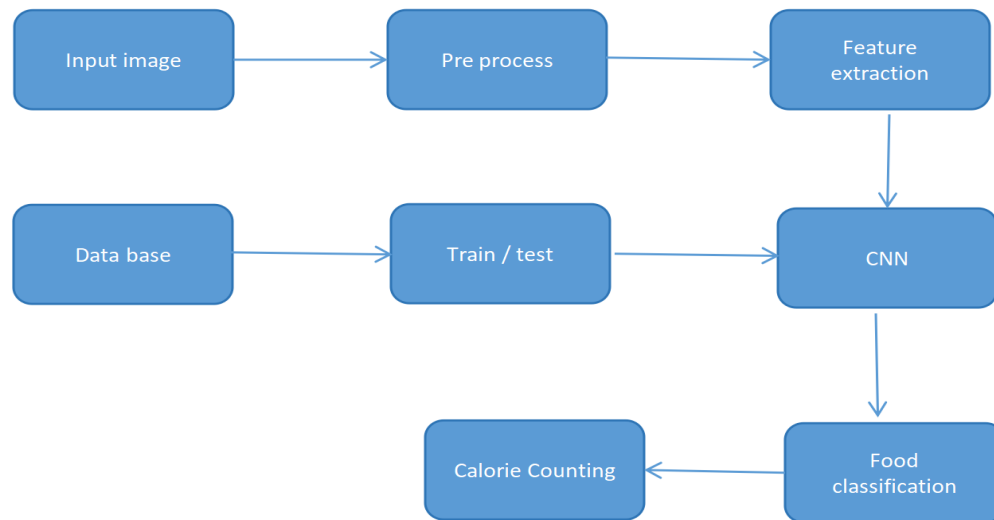 Input image
Pre process
Feature
extraction
Data base
Train / test
CNN
Calorie Counting
Food
classification